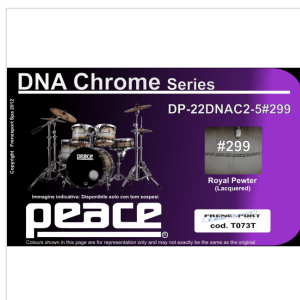 DNA Chrome Series
DP-22DNAC2-5#299
Copyright Frenexport Spa 2012
PEACE
#299
Royal Pewter
(Lacquered)
Immagine Indicativa: Disponibile solo con tom sospesi
peace
®
FRENEXPORT
cod. T073T
Colours shown in this page are for representation only and may not exactly be the same as the original